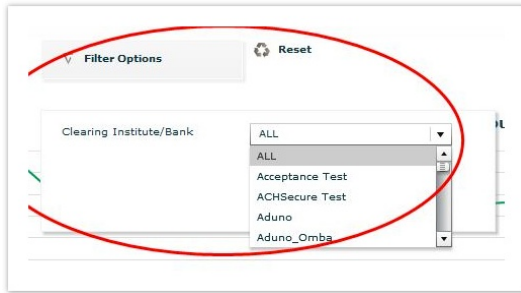 Filter Options
Reset
Clearing Institute/Bank
ALL
ALL
Acceptance Test
ACHSecure Test
Aduno
Aduno_Omba